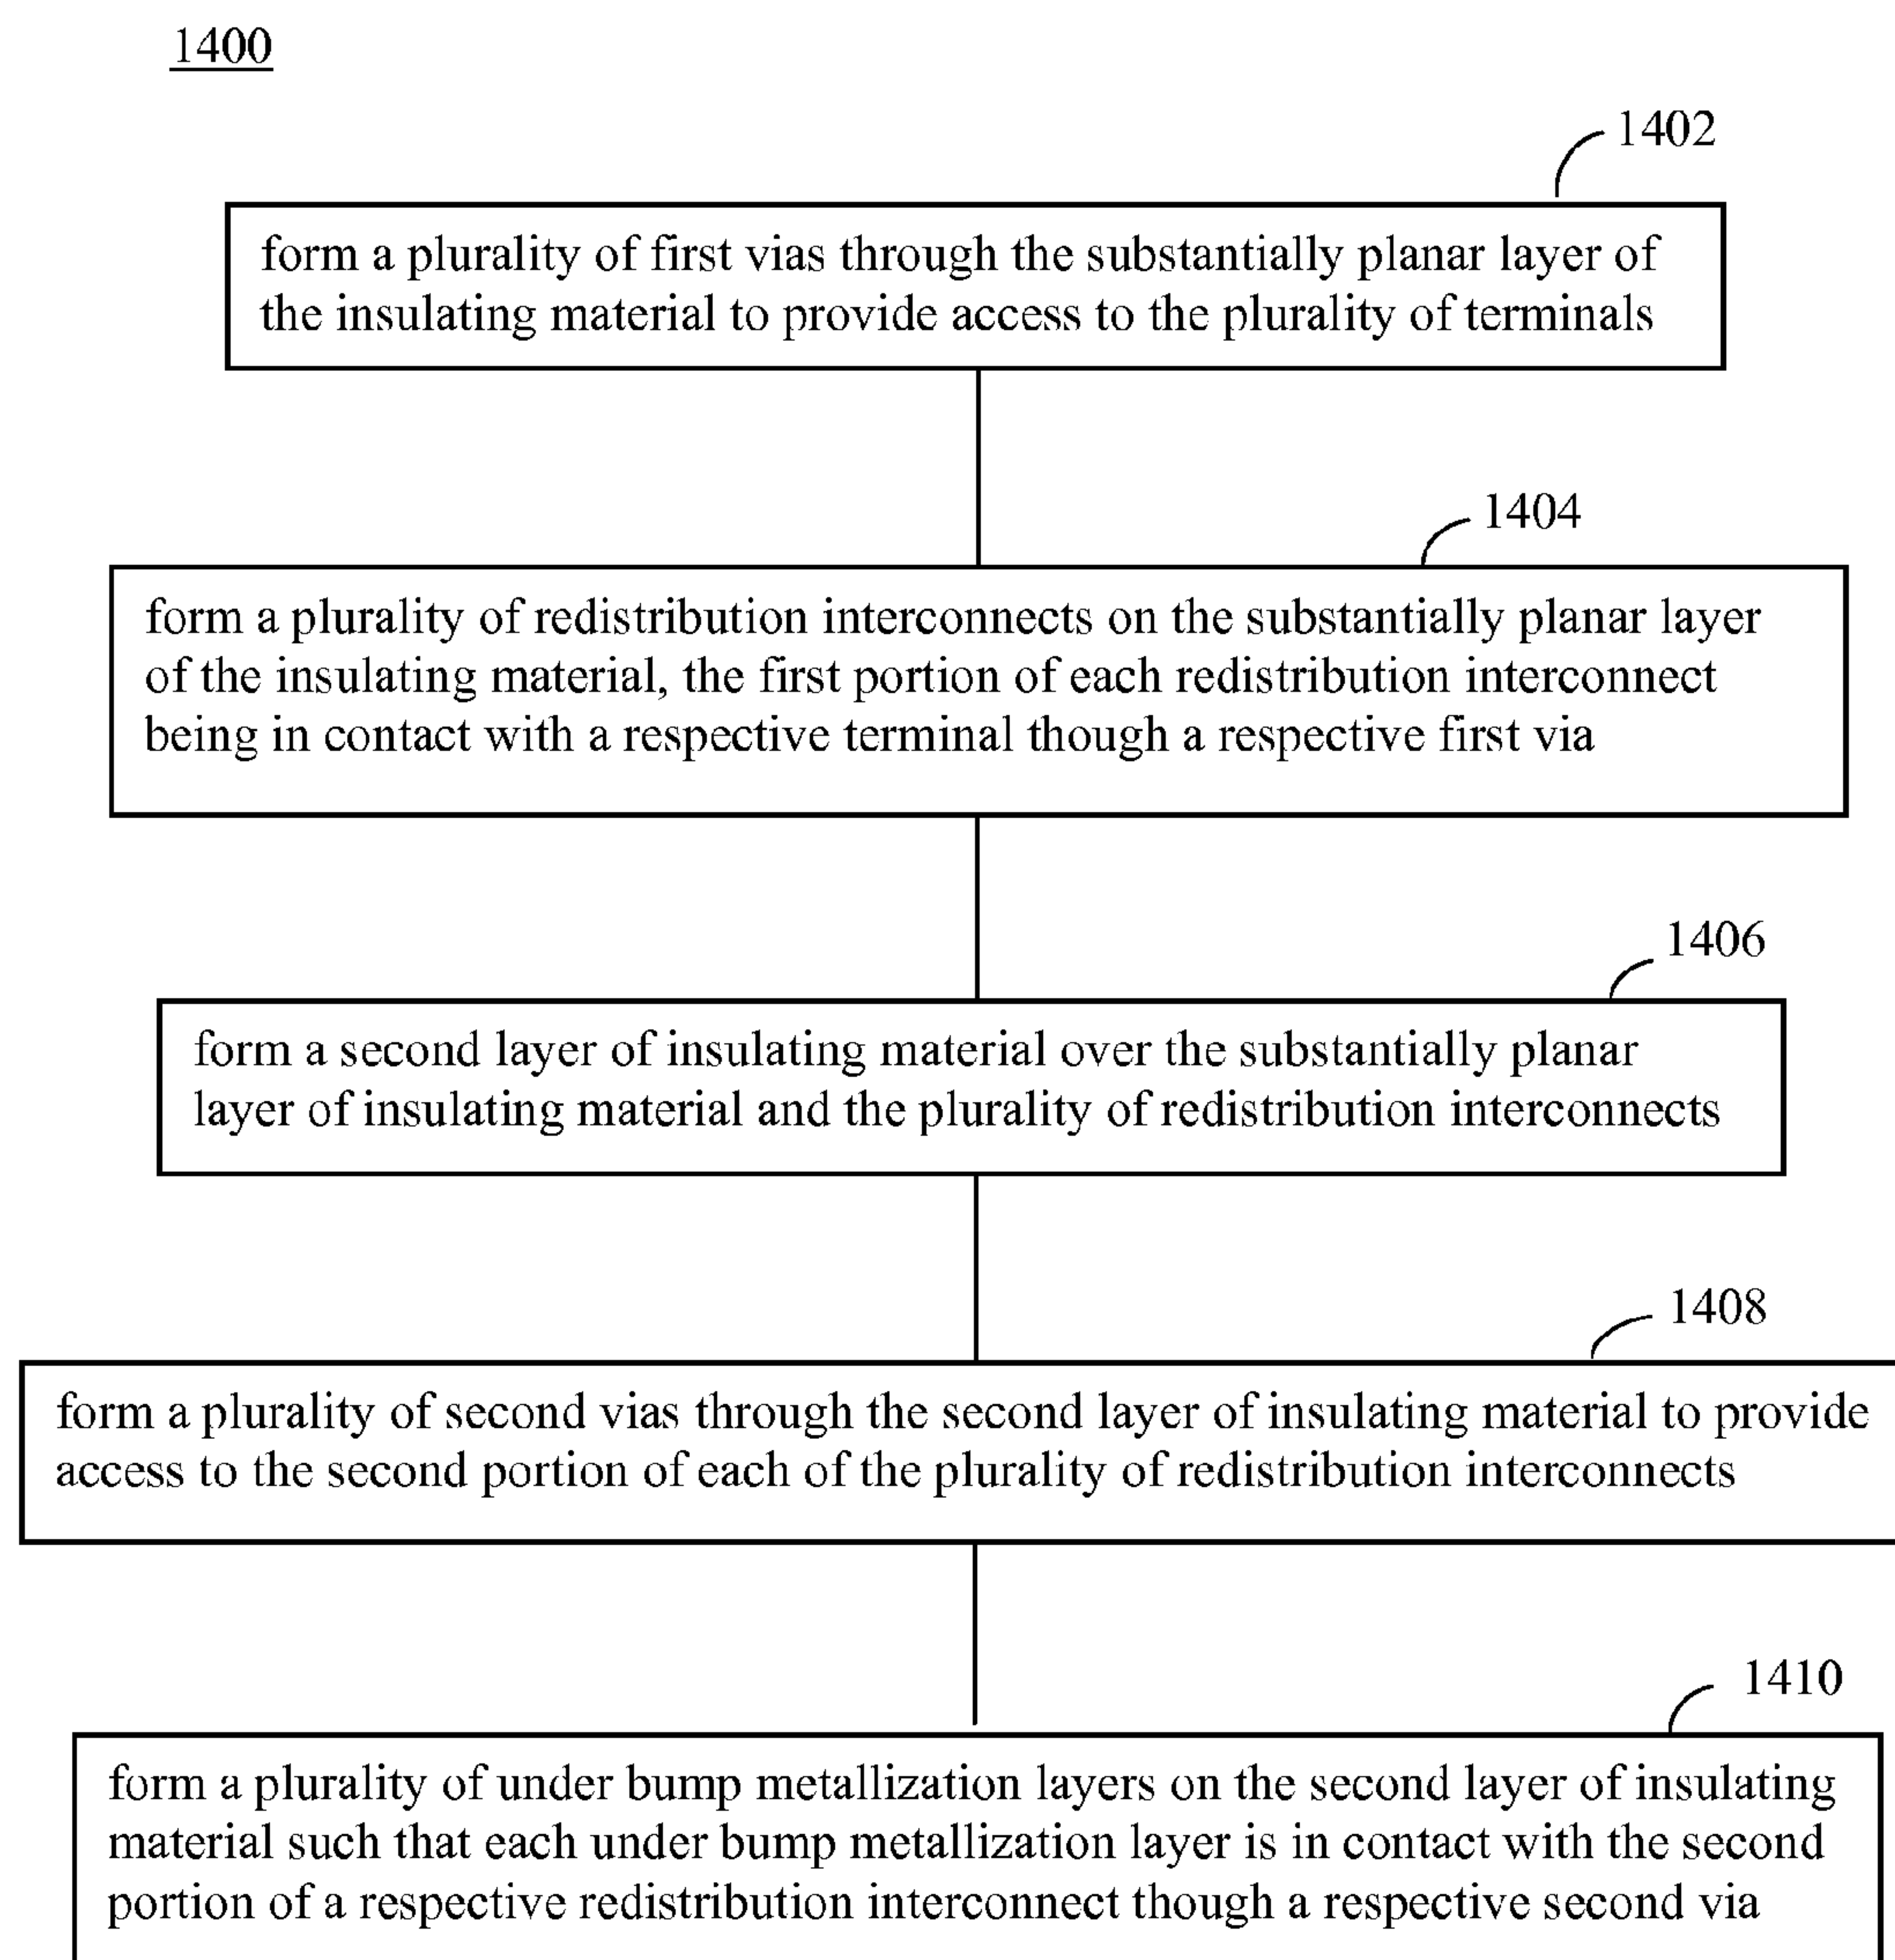 1400
1402
form a plurality of first vias through the substantially planar layer of
the insulating material to provide access to the plurality of terminals
1404
form a plurality of redistribution interconnects on the substantially planar layer
of the insulating material, the first portion of each redistribution interconnect
being in contact with a respective terminal though a respective first via
1406
form a second layer of insulating material over the substantially planar
layer of insulating material and the plurality of redistribution interconnects
1408
form a plurality of second vias through the second layer of insulating material to provide
access to the second portion of each of the plurality of redistribution interconnects
1410
form a plurality of under bump metallization layers on the second layer of insulating
material such that each under bump metallization layer is in contact with the second
portion of a respective redistribution interconnect though a respective second via